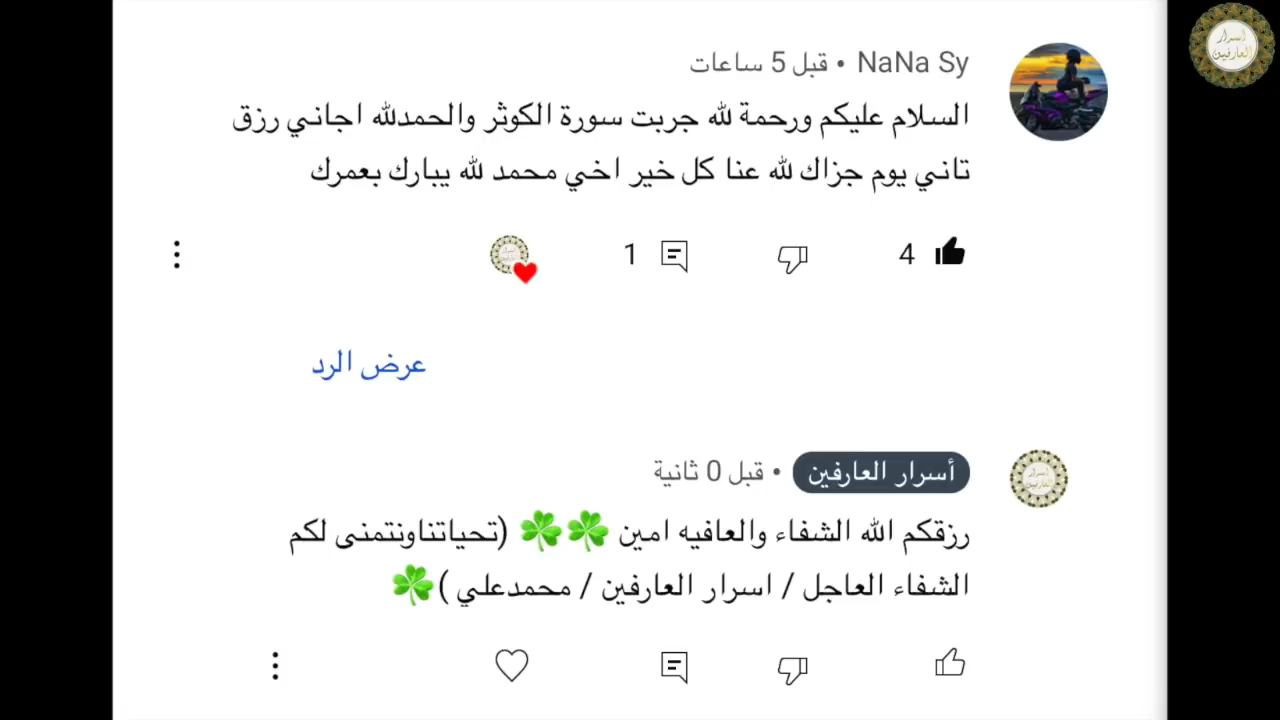 اسرار العارفين
NaNa Sy • قبل 5 ساعات
السلام عليكم ورحمة لله جربت سورة الكوثر والحمدلله اجاني رزق
تاني يوم جزاك لله عنا كل خير اخي محمد لله يبارك بعمرك
4 1
عرض الرد
أسرار العارفين • قبل 0 ثانية
رزقكم الله الشفاء والعافيه امين ☘️☘️ (تحياتناونتمنى لكم
الشفاء العاجل / اسرار العارفين / محمدعلي )☘️